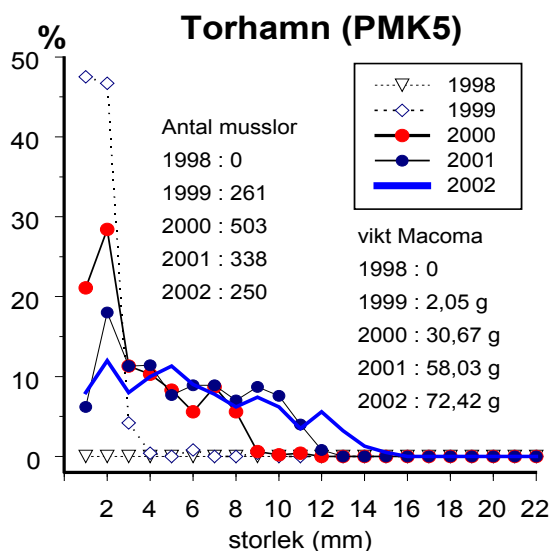 Torhamn (PMK5)
%
50
40
30
20
10
0
1998
1999
2000
2001
2002
Antal musslor
1998 : 0
1999 : 261
2000 : 503
2001 : 338
2002 : 250
vikt Macoma
1998 : 0
1999 : 2,05 g
2000 : 30,67 g
2001 : 58,03 g
2002 : 72,42 g
2 4 6 8 10 12 14 16 18 20 22
storlek (mm)